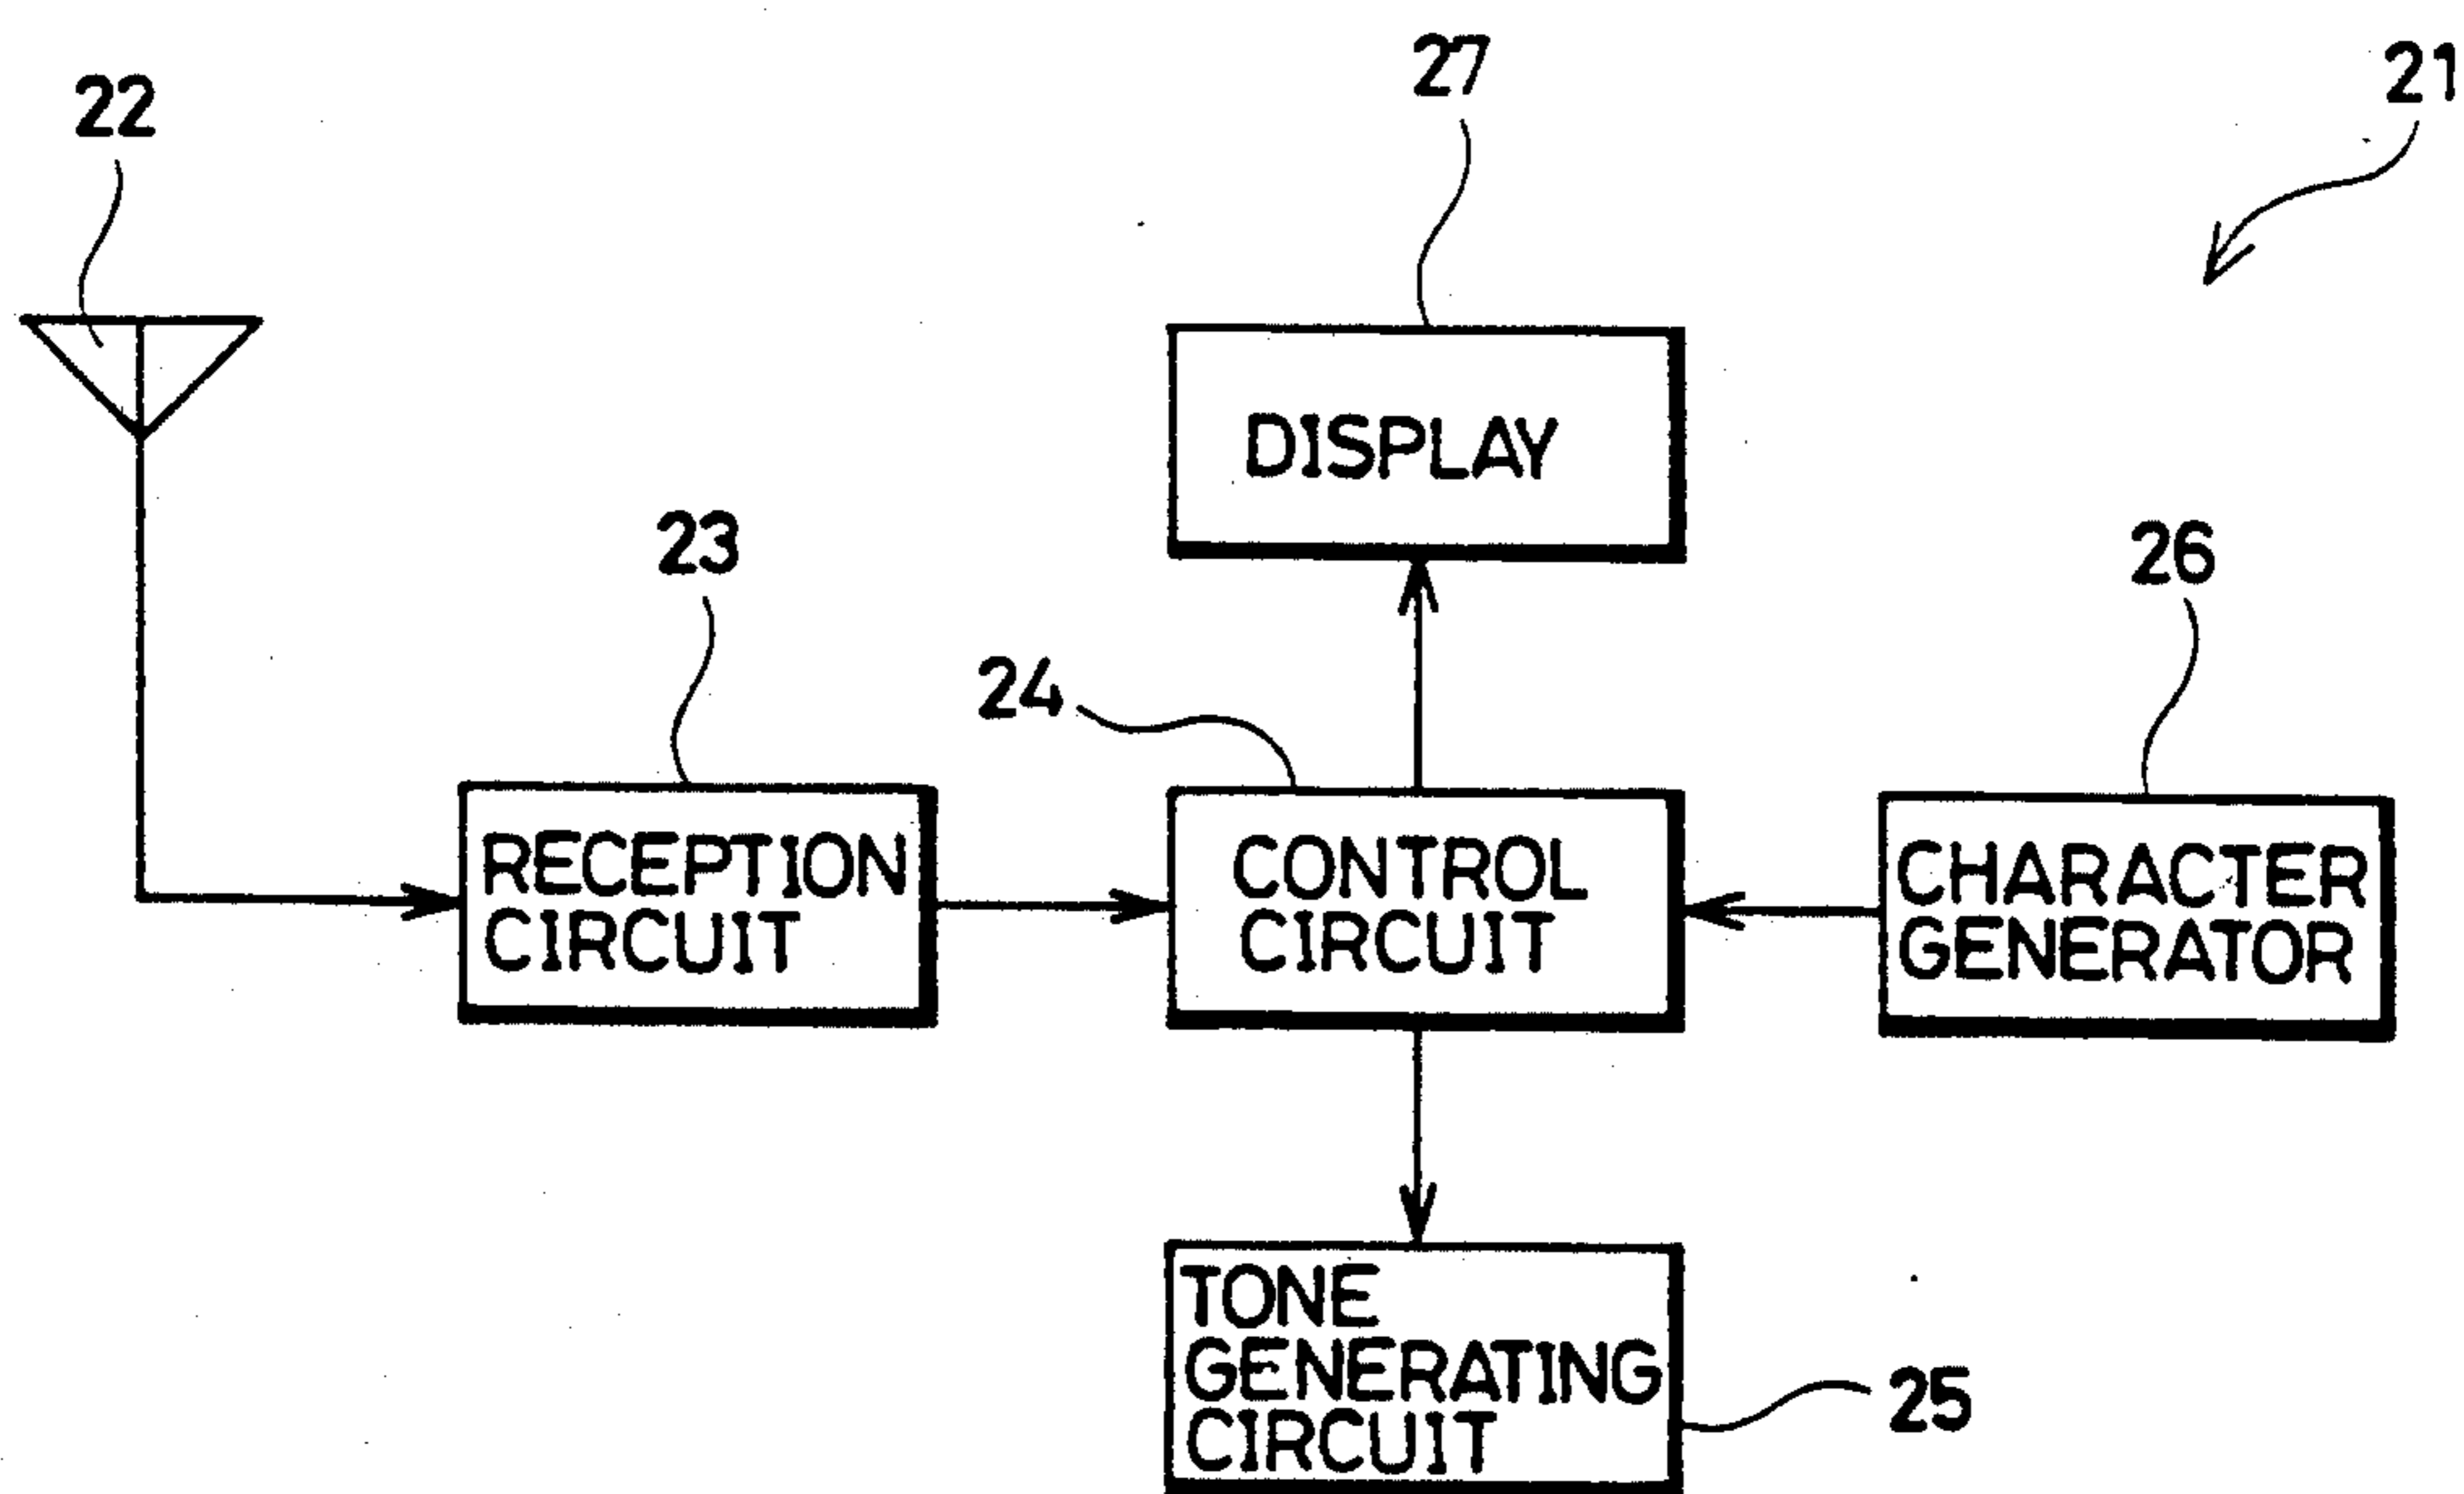 27
21
22
DISPLAY
23
26
24
RECEPTION
CIRCUIT
CONTROL
CIRCUIT
CHARACTER
GENERATOR
TONE
GENERATING
CIRCUIT
25